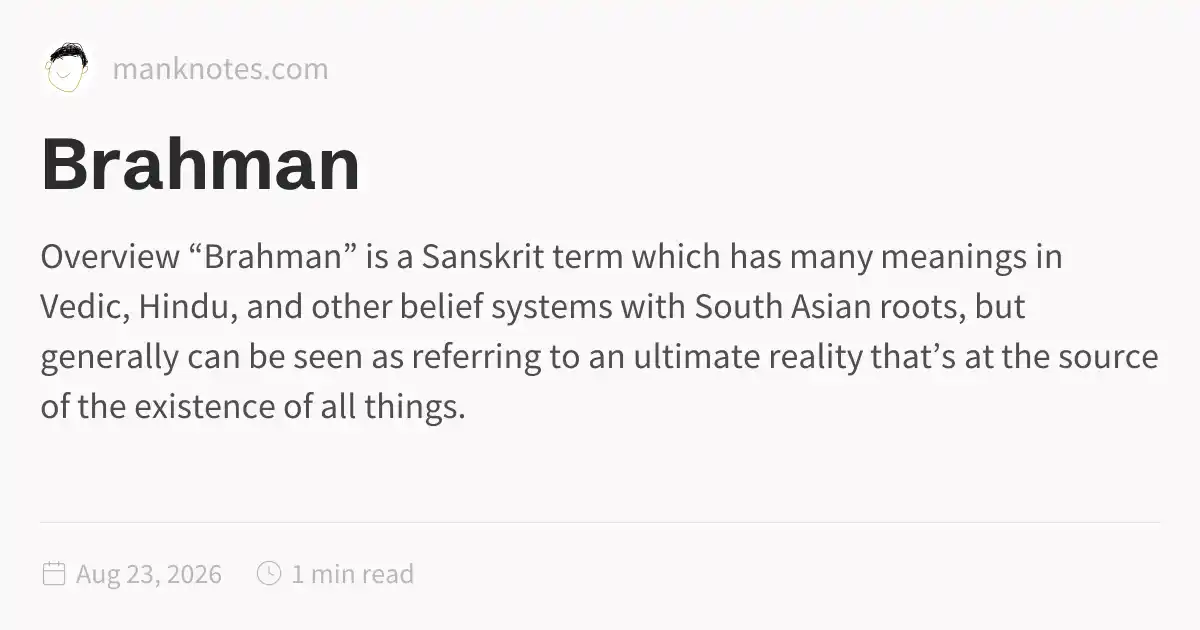 manknotes.com
Brahman
Overview “Brahman” is a Sanskrit term which has many meanings in
Vedic, Hindu, and other belief systems with South Asian roots, but
generally can be seen as referring to an ultimate reality that’s at the source
of the existence of all things.
Aug 23, 2026 1 min read